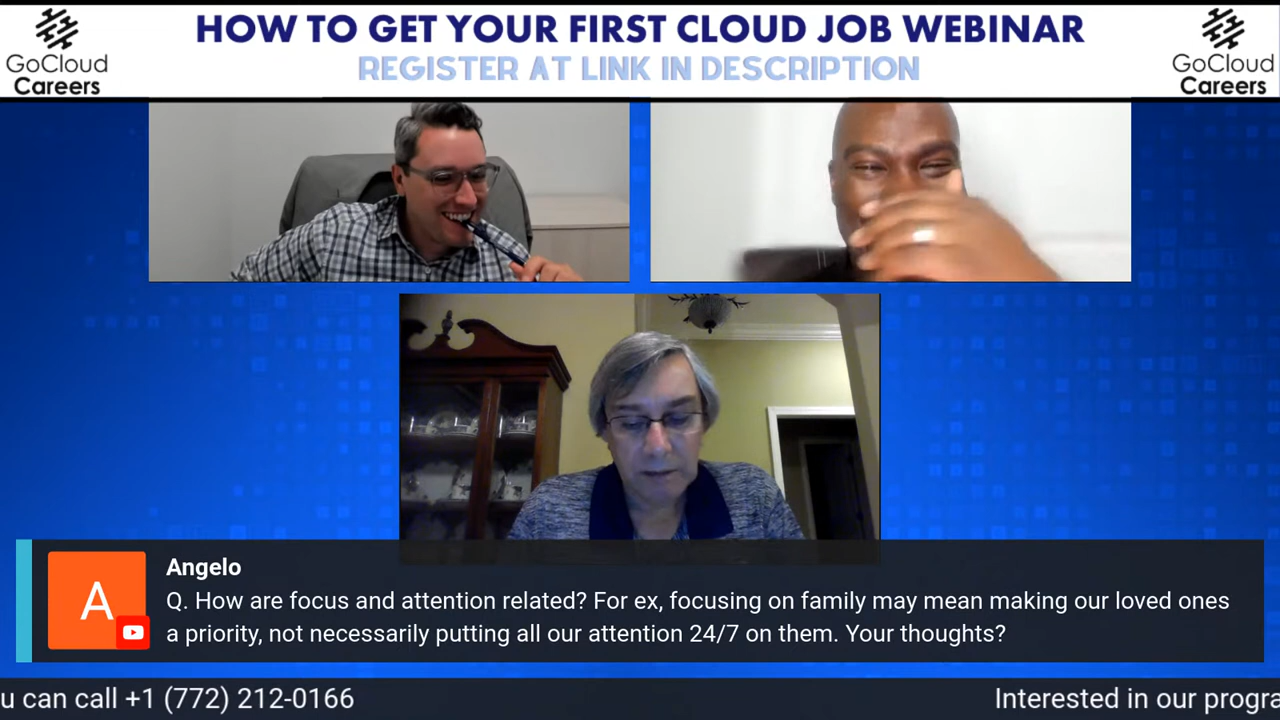 HOW TO GET YOUR FIRST CLOUD JOB WEBINAR
REGISTER AT LINK IN DESCRIPTION
GoCloud
Careers
GoCloud
Careers
A
Angelo
Q. How are focus and attention related? For ex, focusing on family may mean making our loved ones
a priority, not necessarily putting all our attention 24/7 on them. Your thoughts?
u can call +1 (772) 212-0166
Interested in our progra